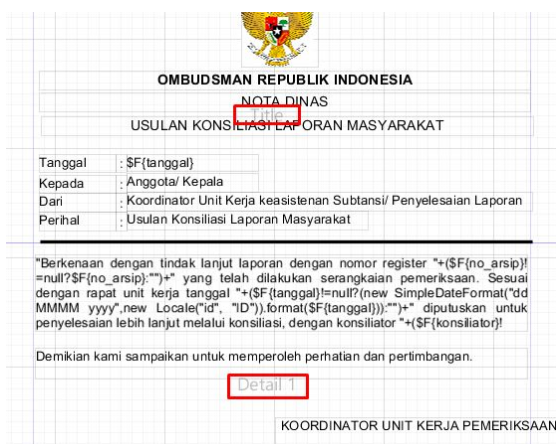 OMBUDSMAN REPUBLIK INDONESIA
NOTA DINAS
Title
USULAN KONSILIASI LAPORAN MASYARAKAT
Tanggal : $F{tanggal}
Kepada : Anggota/ Kepala
Dari : Koordinator Unit Kerja keasistenan Subtansi/ Penyelesaian Laporan
Perihal : Usulan Konsiliasi Laporan Masyarakat
"Berkenaan dengan tindak lanjut laporan dengan nomor register "+($F{no_arsip}!
=null?$F{no_arsip}:"")+" yang telah dilakukan serangkaian pemeriksaan. Sesuai
dengan rapat unit kerja tanggal "+($F{tanggal}!=null?(new SimpleDateFormat("dd
MMMM yyyy",new Locale("id", "ID")).format($F{tanggal})):"")+" diputuskan untuk
penyelesaian lebih lanjut melalui konsiliasi, dengan konsiliator "+($F{konsiliator}!
Demikian kami sampaikan untuk memperoleh perhatian dan pertimbangan.
Detail 1
KOORDINATOR UNIT KERJA PEMERIKSAAN